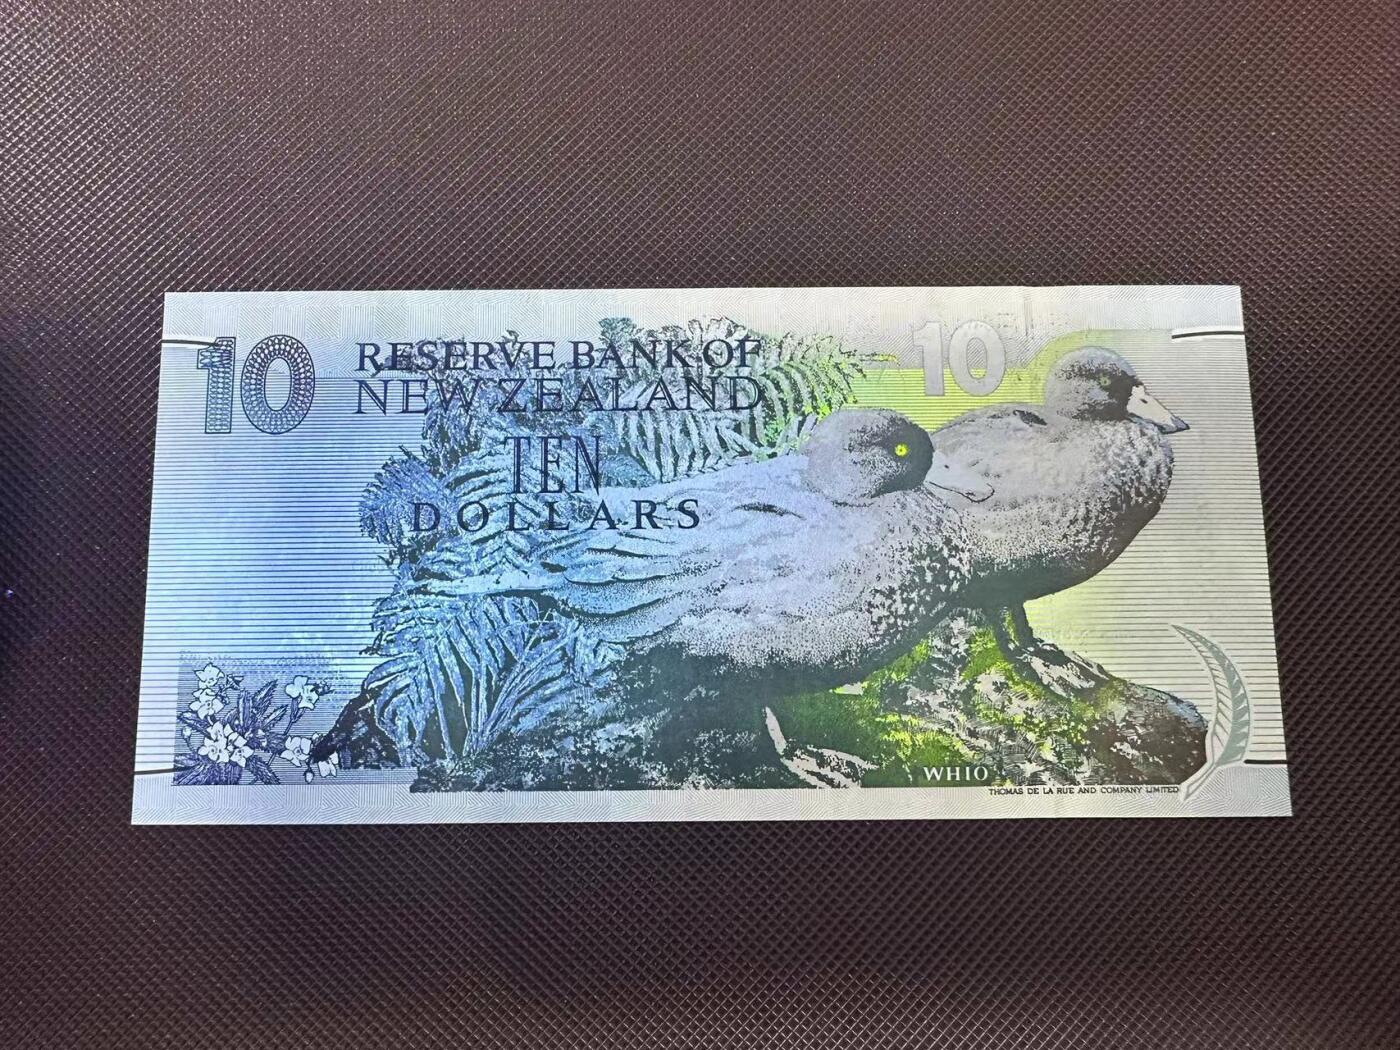 10
RESERVE BANK OF
NEW ZEALAND
10
TEN
DOLLARS
WHIO
THOMAS DE LA RUE AND COMPANY LIMITED